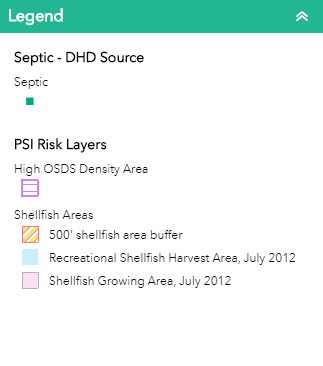 Legend
Septic - DHD Source
Septic
PSI Risk Layers
High OSDS Density Area
Shellfish Areas
500' shellfish area buffer
Recreational Shellfish Harvest Area, July 2012
Shellfish Growing Area, July 2012